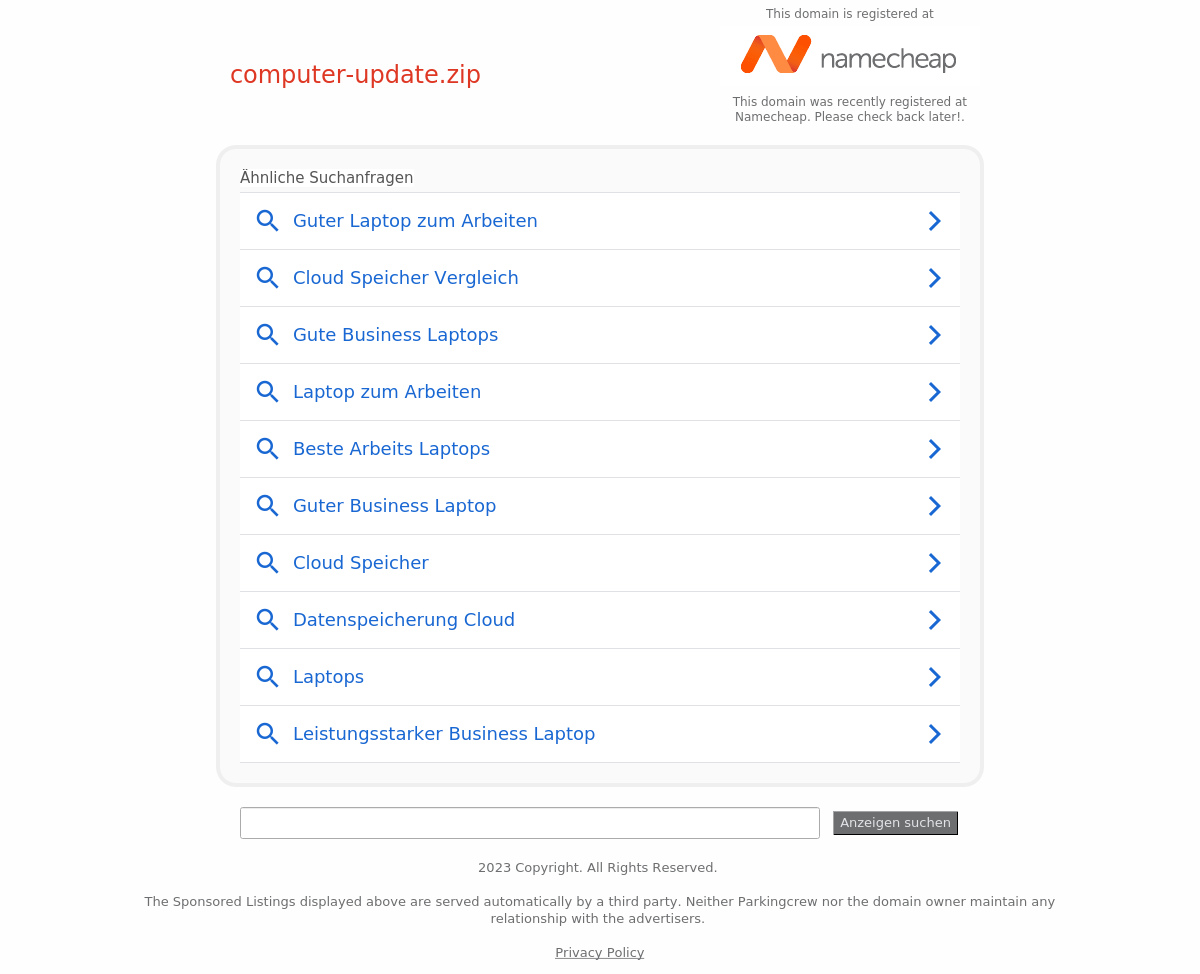 This domain is registered at
namecheap
computer-update.zip
This domain was recently registered at
Namecheap. Please check back later!.
Ähnliche Suchanfragen
Guter Laptop zum Arbeiten
Cloud Speicher Vergleich
Gute Business Laptops
Laptop zum Arbeiten
Beste Arbeits Laptops
Guter Business Laptop
Cloud Speicher
Datenspeicherung Cloud
Laptops
Leistungsstarker Business Laptop
Anzeigen suchen
2023 Copyright. All Rights Reserved.
The Sponsored Listings displayed above are served automatically by a third party. Neither Parkingcrew nor the domain owner maintain any
relationship with the advertisers.
Privacy Policy